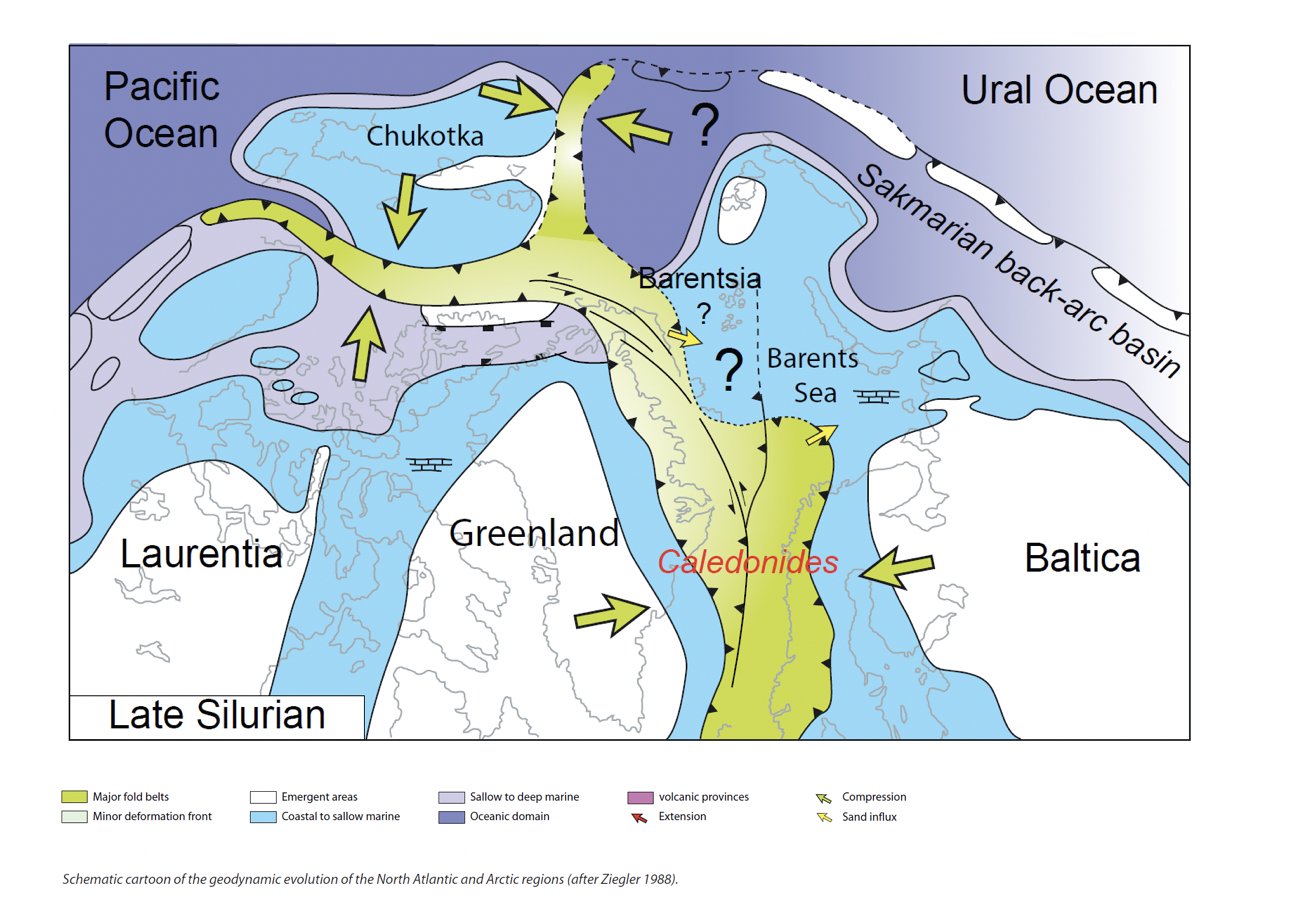 Pacific
Ocean
Ural Ocean
Chukotka
?
Sakmarian back-arc basin
Barentsia
?
?
Barents
Sea
Laurentia
Greenland
Caledonides
Baltica
Late Silurian
Major fold belts
Emergent areas
Sallow to deep marine
volcanic provinces
Compression
Minor deformation front
Coastal to sallow marine
Oceanic domain
Extension
Sand influx
Schematic cartoon of the geodynamic evolution of the North Atlantic and Arctic regions (after Ziegler 1988).